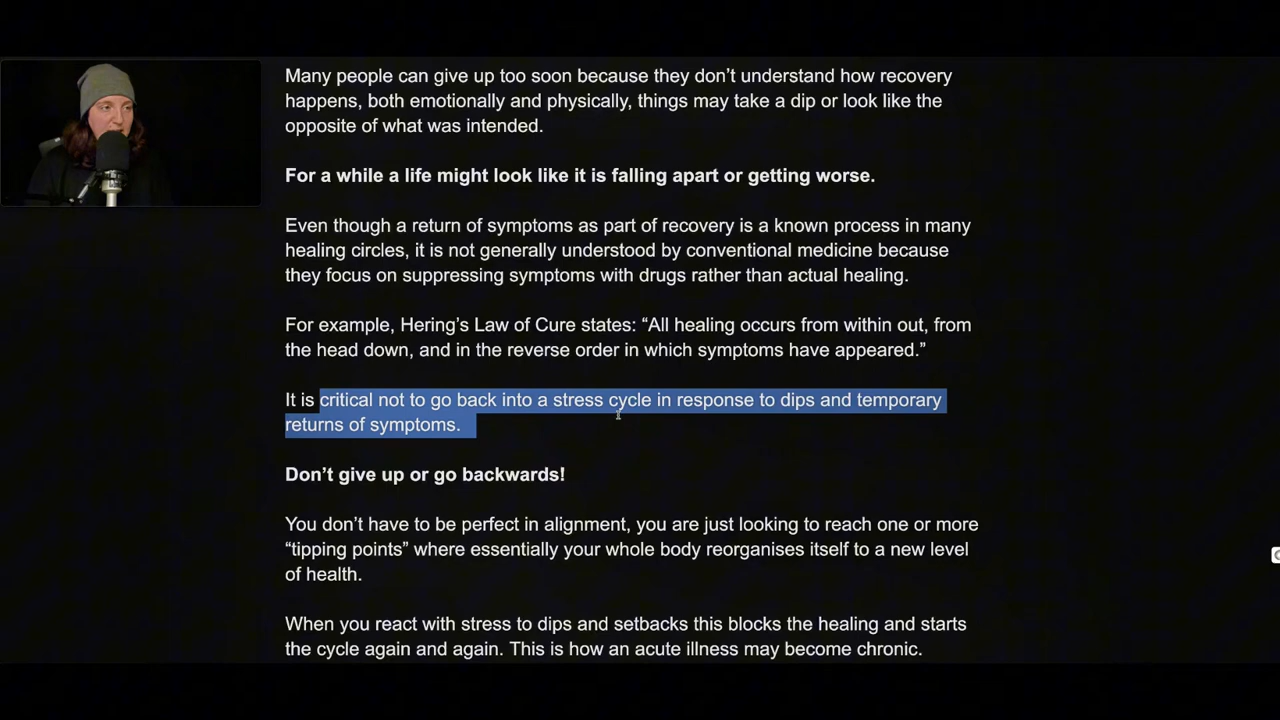 Many people can give up too soon because they don’t understand how recovery
happens, both emotionally and physically, things may take a dip or look like the
opposite of what was intended.
For a while a life might look like it is falling apart or getting worse.
Even though a return of symptoms as part of recovery is a known process in many
healing circles, it is not generally understood by conventional medicine because
they focus on suppressing symptoms with drugs rather than actual healing.
For example, Hering’s Law of Cure states: “All healing occurs from within out, from
the head down, and in the reverse order in which symptoms have appeared.”
It is critical not to go back into a stress cycle in response to dips and temporary
returns of symptoms.
Don’t give up or go backwards!
You don’t have to be perfect in alignment, you are just looking to reach one or more
“tipping points” where essentially your whole body reorganises itself to a new level
of health.
When you react with stress to dips and setbacks this blocks the healing and starts
the cycle again and again. This is how an acute illness may become chronic.